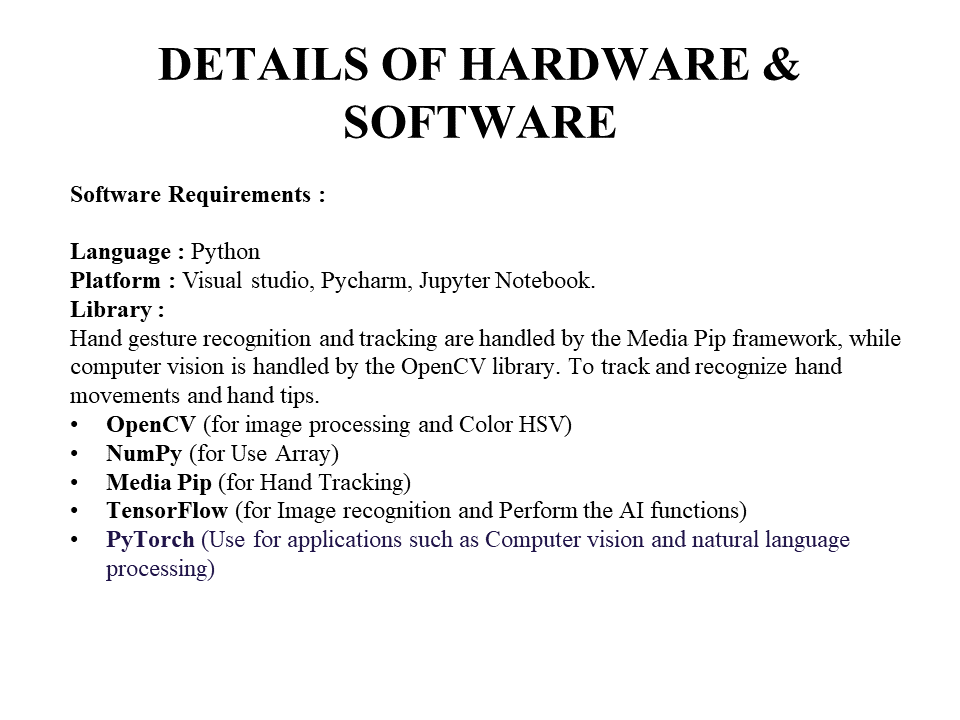 DETAILS OF HARDWARE &
SOFTWARE
Software Requirements :
Language : Python
Platform : Visual studio, Pycharm, Jupyter Notebook.
Library :
Hand gesture recognition and tracking are handled by the Media Pip framework, while
computer vision is handled by the OpenCV library. To track and recognize hand
movements and hand tips.
• OpenCV (for image processing and Color HSV)
• NumPy (for Use Array)
• Media Pip (for Hand Tracking)
• TensorFlow (for Image recognition and Perform the AI functions)
• PyTorch (Use for applications such as Computer vision and natural language
processing)